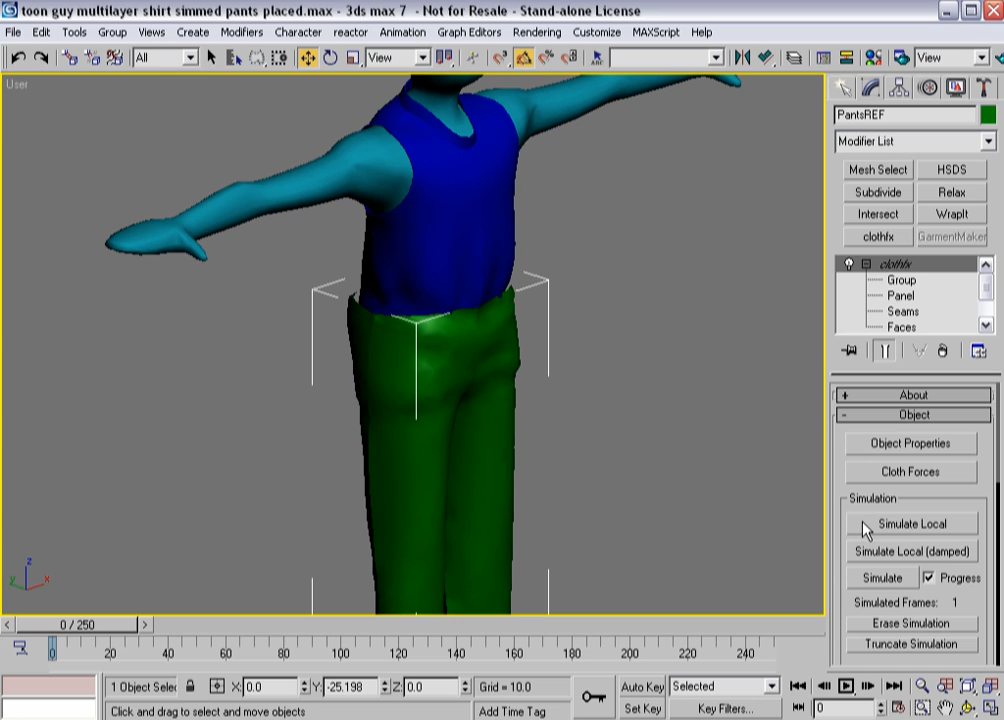 toon guy multilayer shirt simmed pants placed.max - 3ds max 7 - Not for Resale - Stand-alone License
File Edit Tools Group Views Create Modifiers Character reactor Animation Graph Editors Rendering Customize MAXScript Help
All View View
User
PantsREF
Modifier List
Mesh Select HSDS
Subdivide Relax
Intersect WrapIt
clothfx GarmentMaker
clothfx
Group
Panel
Seams
Faces
+ About
- Object
Object Properties
Cloth Forces
Simulation
Simulate Local
Simulate Local (damped)
Simulate Progress
Simulated Frames: 1
Erase Simulation
Truncate Simulation
z
y x
< 0 / 250 >
0 20 40 60 80 100 120 140 160 180 200 220 240
1 Object Selec X: 0.0 Y: -25.198 Z: 0.0 Grid = 10.0 Auto Key Selected
Click and drag to select and move objects Add Time Tag Set Key Key Filters... 0